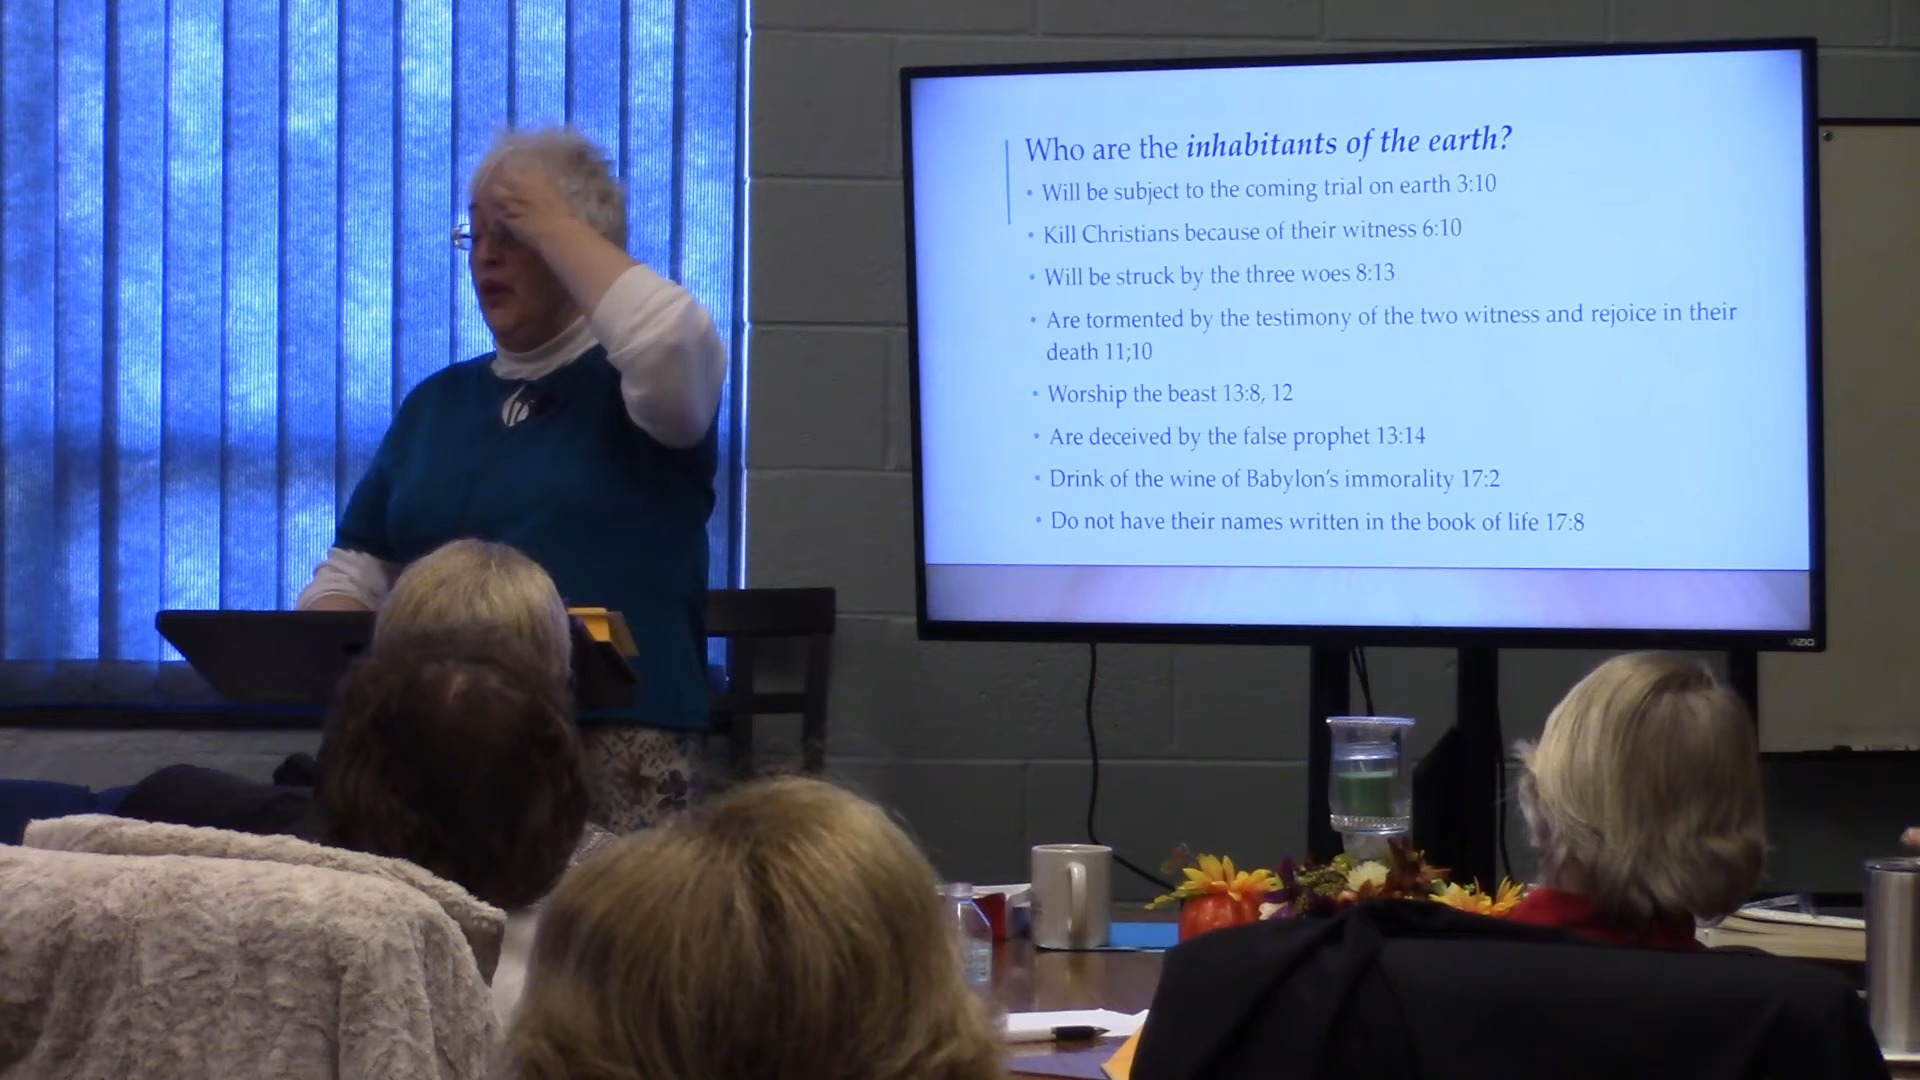 Who are the inhabitants of the earth?
• Will be subject to the coming trial on earth 3:10
• Kill Christians because of their witness 6:10
• Will be struck by the three woes 8:13
• Are tormented by the testimony of the two witness and rejoice in their
death 11;10
• Worship the beast 13:8, 12
• Are deceived by the false prophet 13:14
• Drink of the wine of Babylon's immorality 17:2
• Do not have their names written in the book of life 17:8
VIZIO